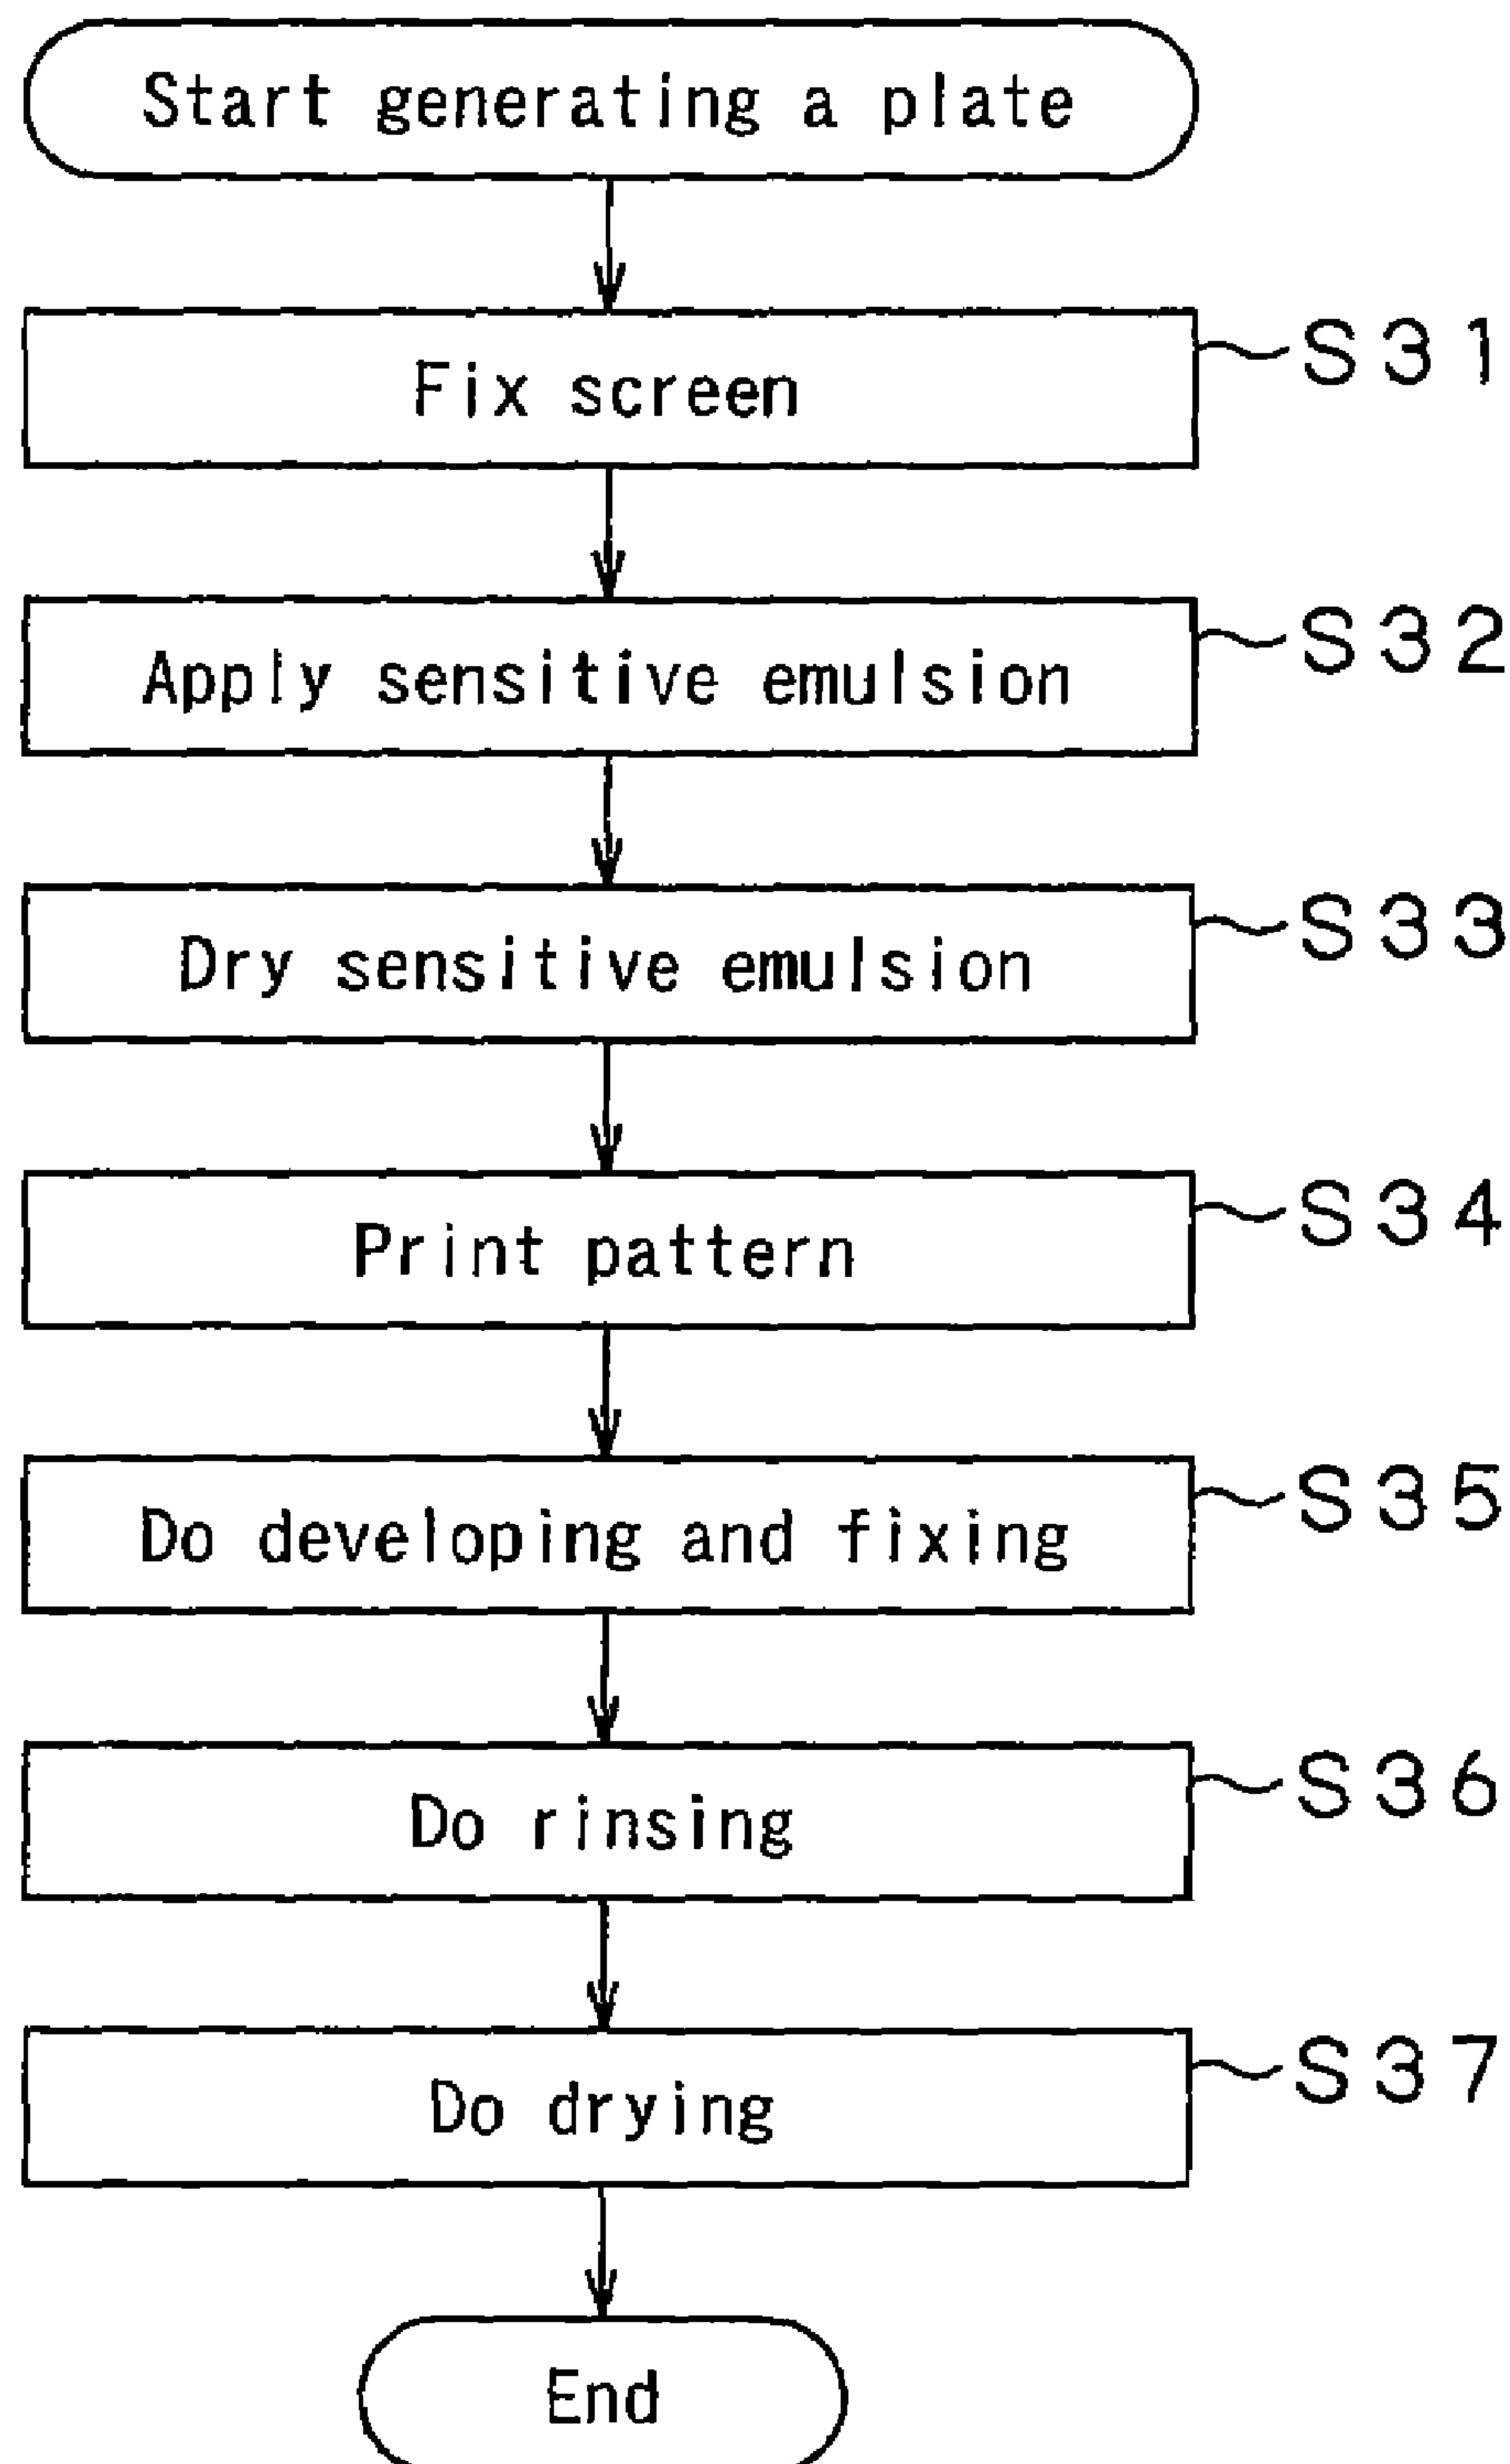 Start generating a plate
Fix screen
S31
Apply sensitive emulsion
S32
Dry sensitive emulsion
S33
Print pattern
S34
Do developing and fixing
S35
Do rinsing
S36
Do drying
S37
End